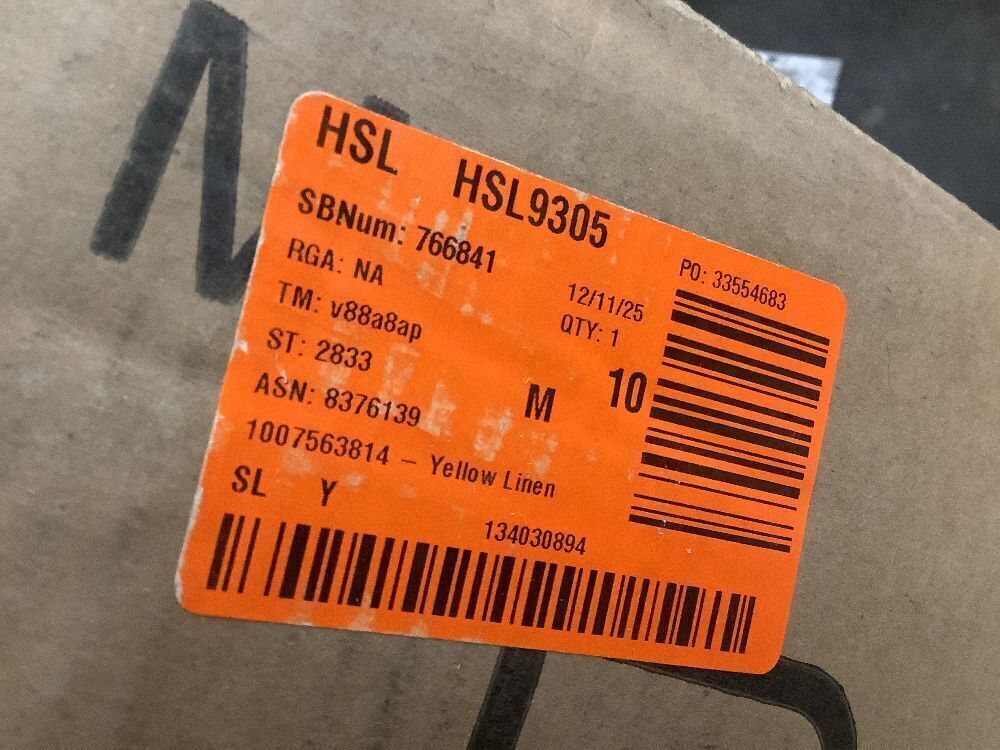 HSL HSL9305
SBNum: 766841
RGA: NA
12/11/25
PO: 33554683
TM: v88a8ap
QTY: 1
ST: 2833
M 10
ASN: 8376139
1007563814 – Yellow Linen
SL Y
134030894